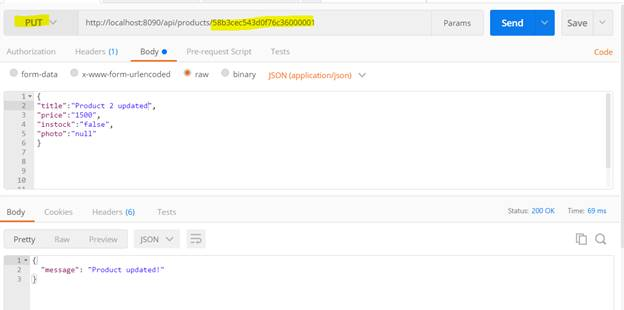 PUT http://localhost:8090/api/products/58b3cec543d0f76c36000001 Params Send Save
Authorization Headers (1) Body Pre-request Script Tests Code
form-data x-www-form-urlencoded raw binary JSON (application/json)
1 {
2 "title":"Product 2 updated",
3 "price":"1500",
4 "instock":"false",
5 "photo":"null"
6 }
7
8
9
10
11
Body Cookies Headers (6) Tests Status: 200 OK Time: 69 ms
Pretty Raw Preview JSON
1 {
2 "message": "Product updated!"
3 }